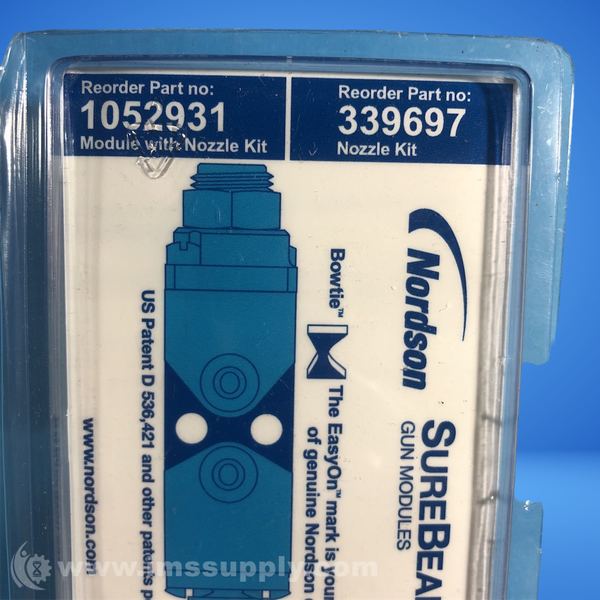 Reorder Part no:
1052931
Module with Nozzle Kit
Reorder Part no:
339697
Nozzle Kit
Nordson
SUREBEA
GUN MODULES
Bowtie™
The EasyOn™ mark is your
of genuine Nordson
US Patent D 536,421 and other patents
www.nordson.co
www.imssupply.com